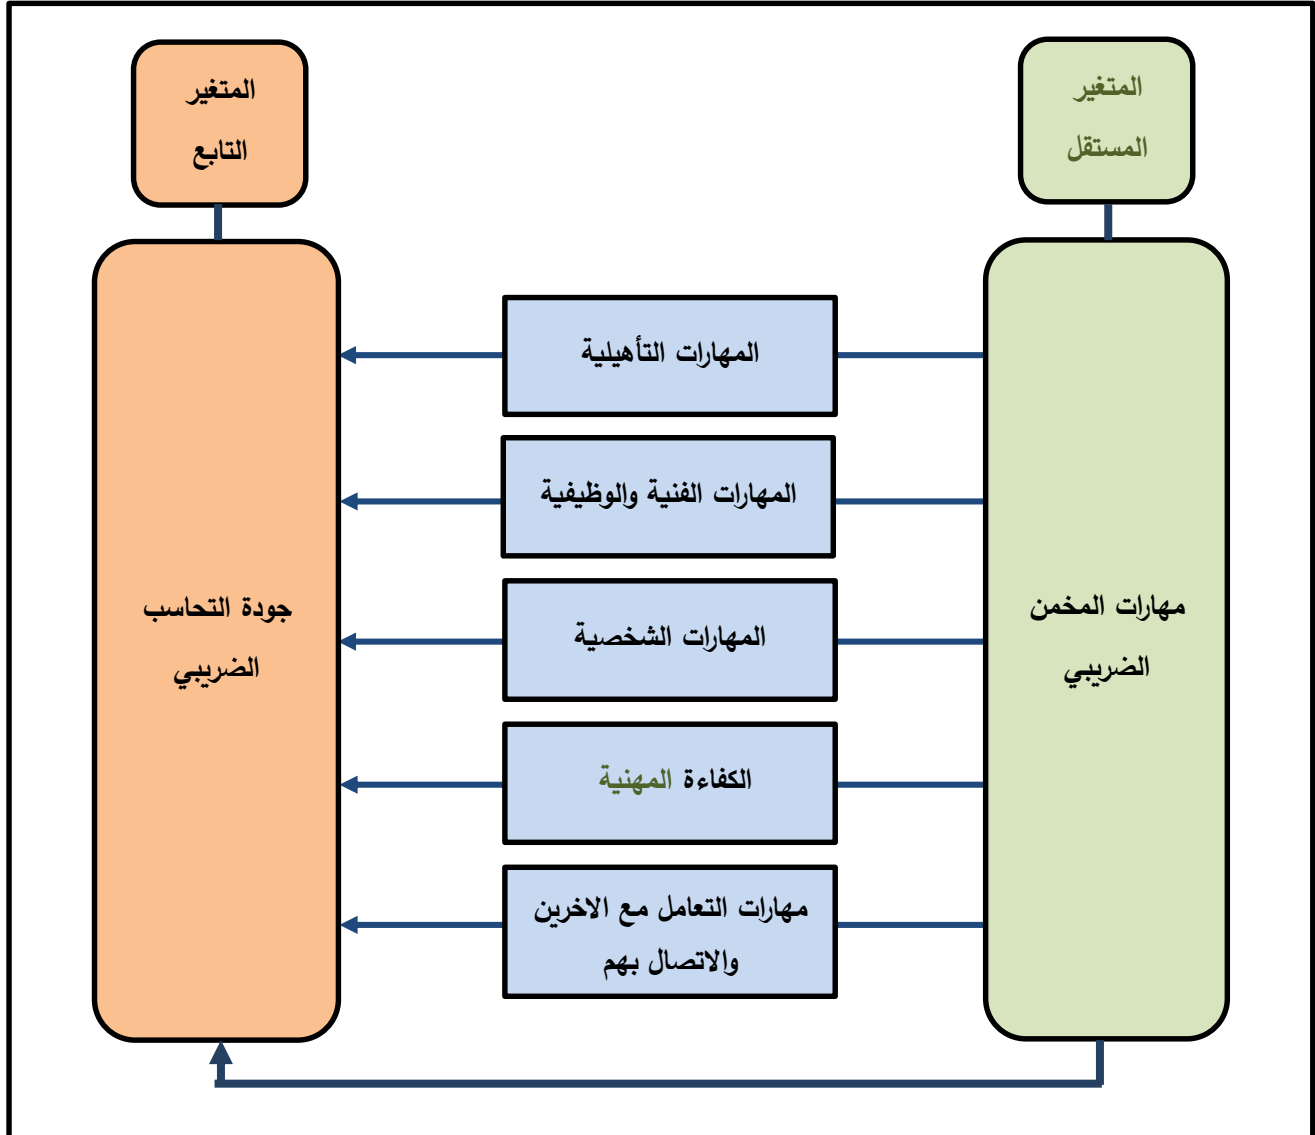 المتغير
المستقل
المتغير
التابع
مهارات المخمن
الضريبي
المهارات التأهيلية
المهارات الفنية والوظيفية
المهارات الشخصية
الكفاءة المهنية
مهارات التعامل مع الاخرين
والاتصال بهم
جودة التحاسب
الضريبي